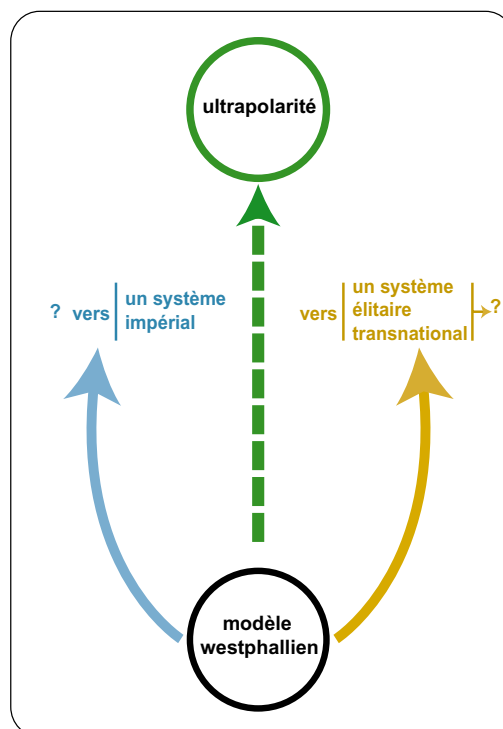 ultrapolarité
? vers un système
impérial
vers un système
élitaire
transnational ?
modèle
westphallien